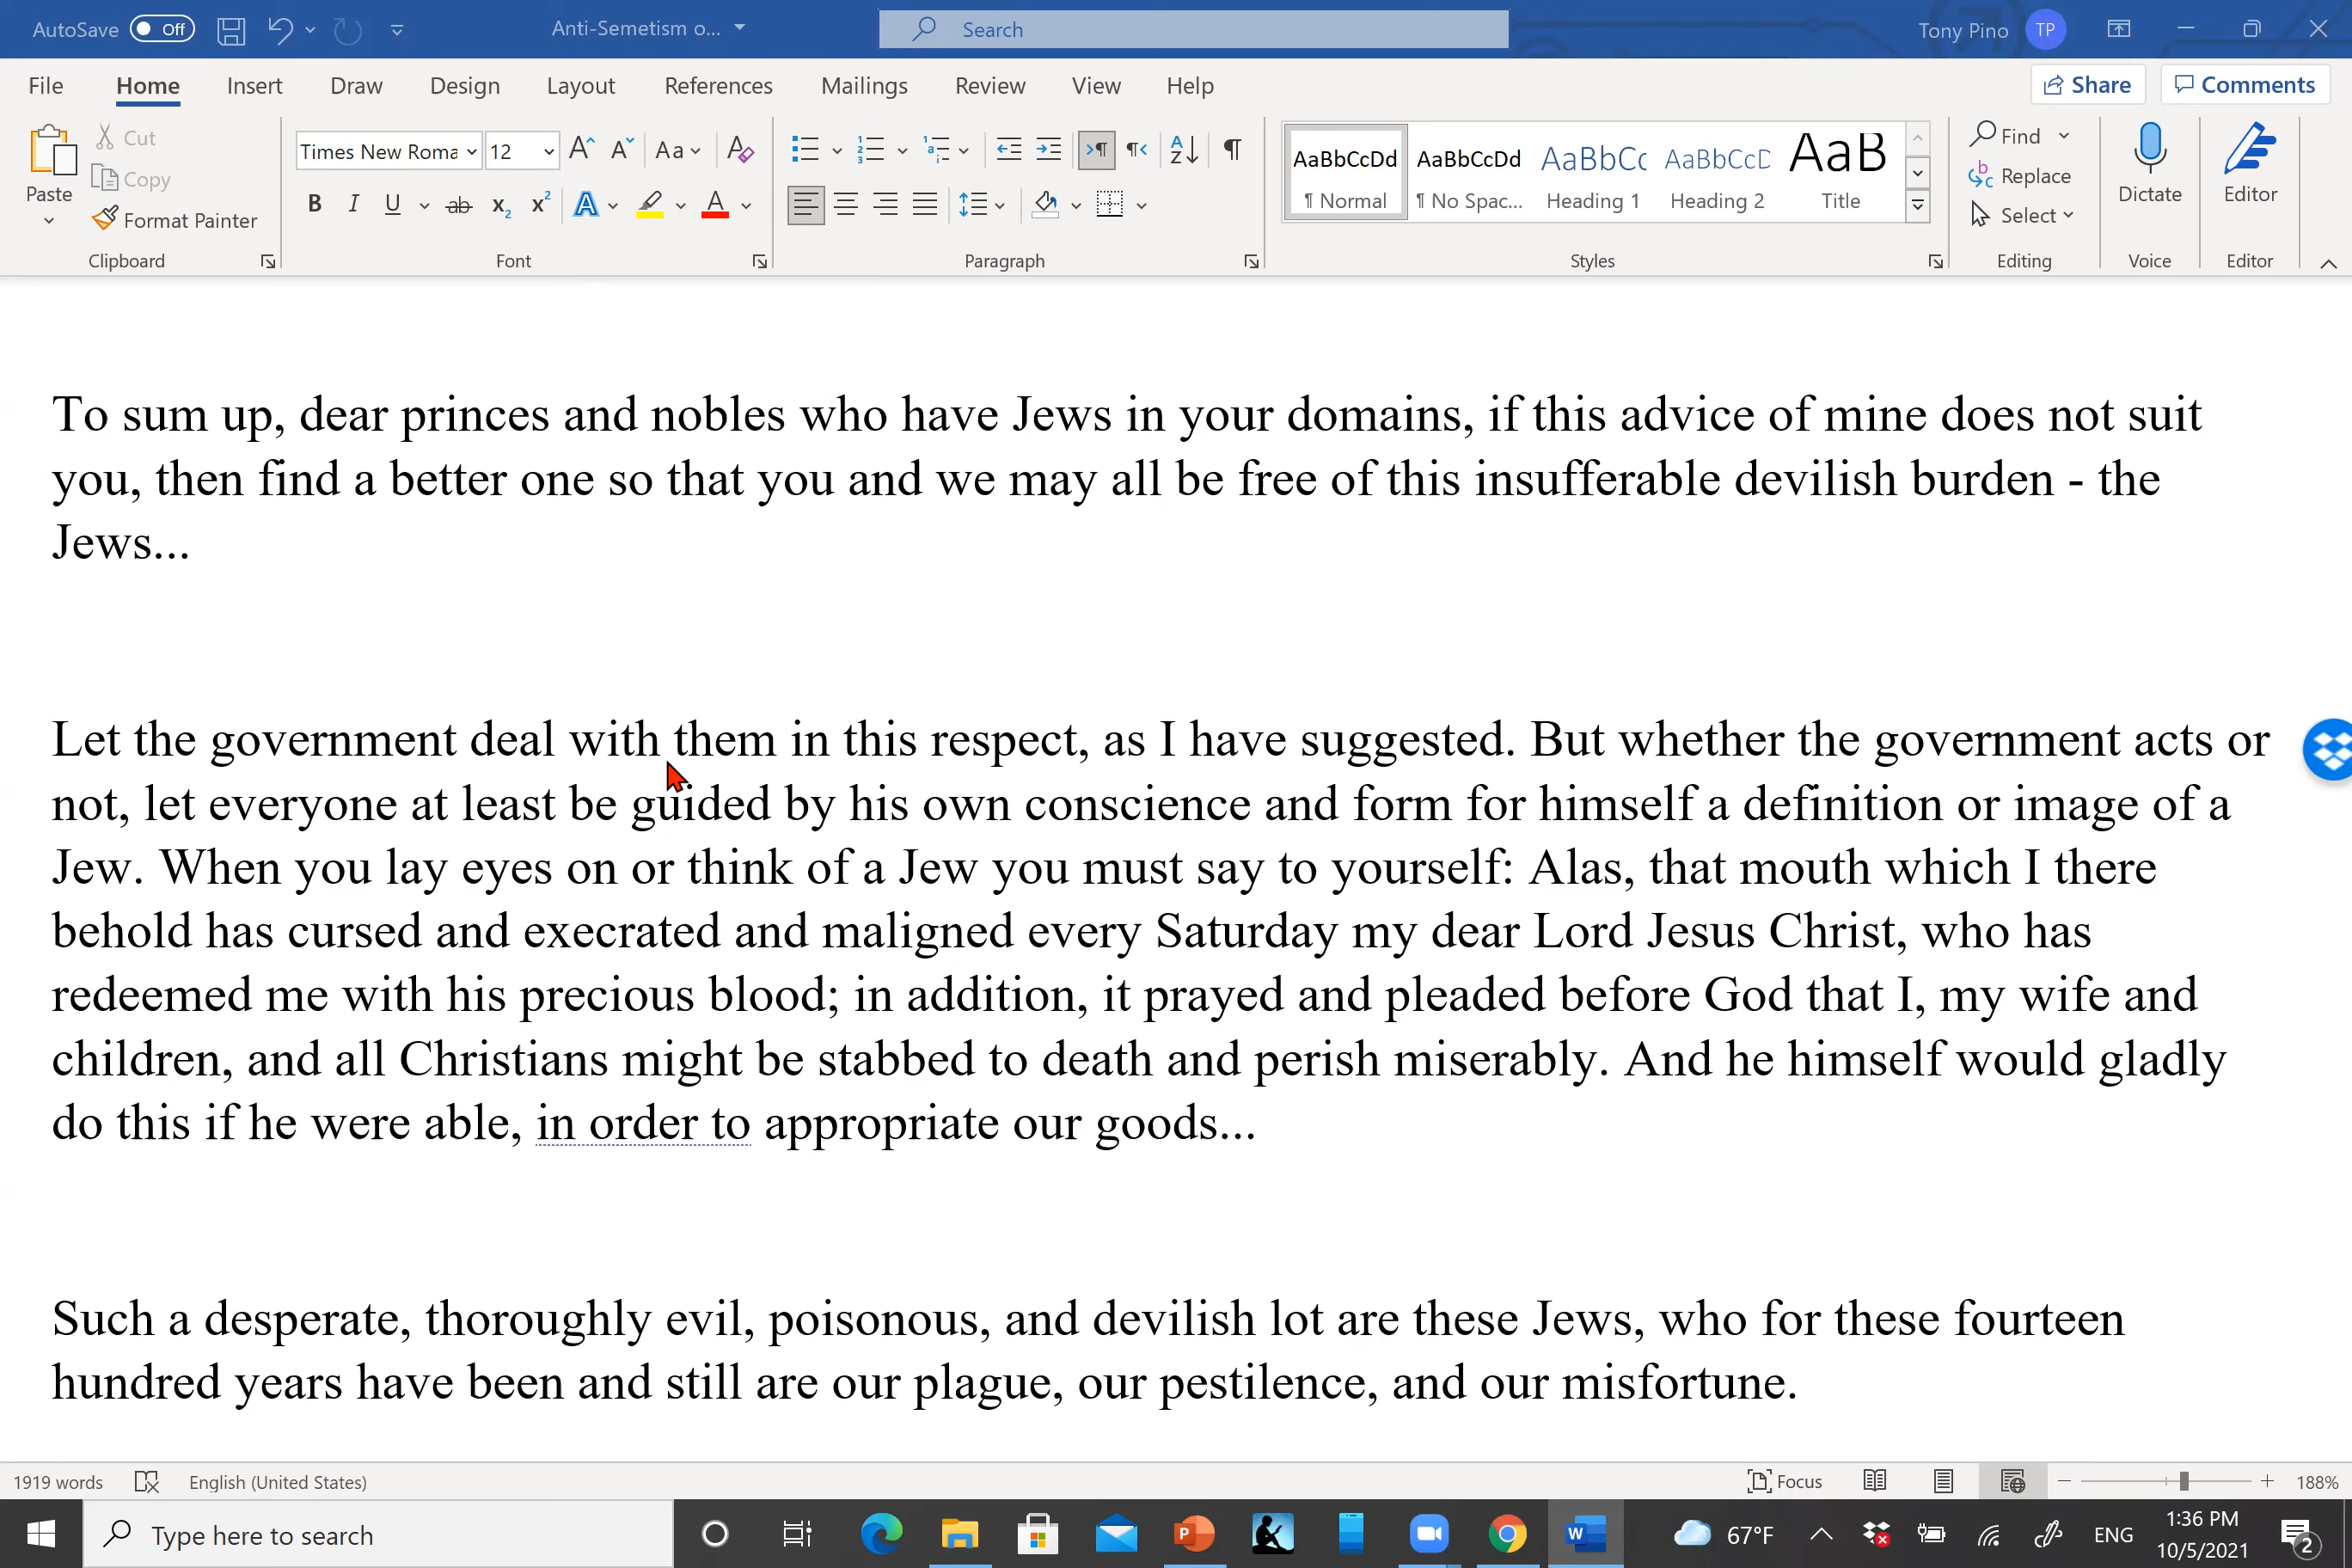 AutoSave Off Anti-Semetism o... Search Tony Pino TP
File Home Insert Draw Design Layout References Mailings Review View Help Share Comments
Paste Cut Copy Format Painter Clipboard
Times New Roma 12 Font
Paragraph
AaBbCcDd AaBbCcDd AaBbCc AaBbCcD AaB
¶ Normal ¶ No Spac... Heading 1 Heading 2 Title
Styles
Find Replace Select Editing
Dictate Voice
Editor Editor
To sum up, dear princes and nobles who have Jews in your domains, if this advice of mine does not suit
you, then find a better one so that you and we may all be free of this insufferable devilish burden - the
Jews...
Let the government deal with them in this respect, as I have suggested. But whether the government acts or
not, let everyone at least be guided by his own conscience and form for himself a definition or image of a
Jew. When you lay eyes on or think of a Jew you must say to yourself: Alas, that mouth which I there
behold has cursed and execrated and maligned every Saturday my dear Lord Jesus Christ, who has
redeemed me with his precious blood; in addition, it prayed and pleaded before God that I, my wife and
children, and all Christians might be stabbed to death and perish miserably. And he himself would gladly
do this if he were able, in order to appropriate our goods...
Such a desperate, thoroughly evil, poisonous, and devilish lot are these Jews, who for these fourteen
hundred years have been and still are our plague, our pestilence, and our misfortune.
1919 words English (United States) Focus 188%
Type here to search 67°F ENG 1:36 PM
10/5/2021 2